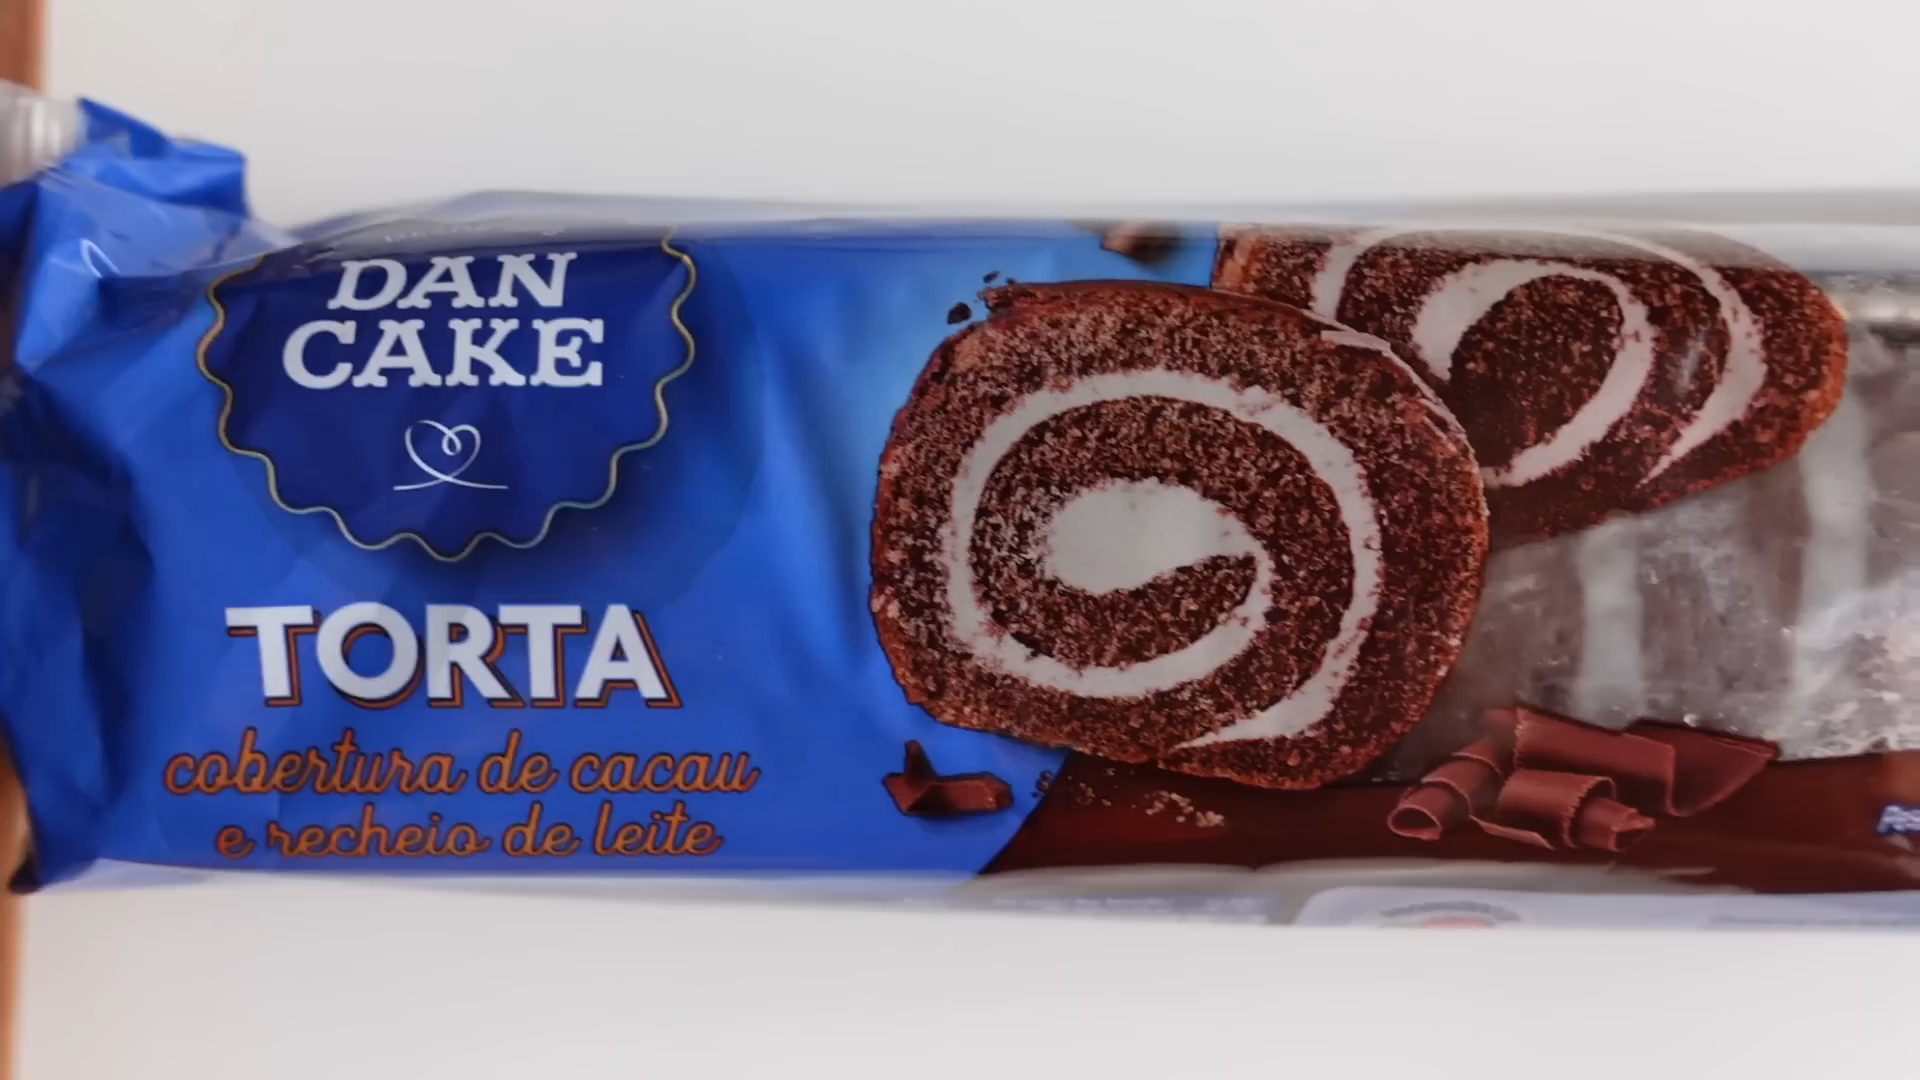 DAN
CAKE
TORTA
cobertura de cacau
e recheio de leite